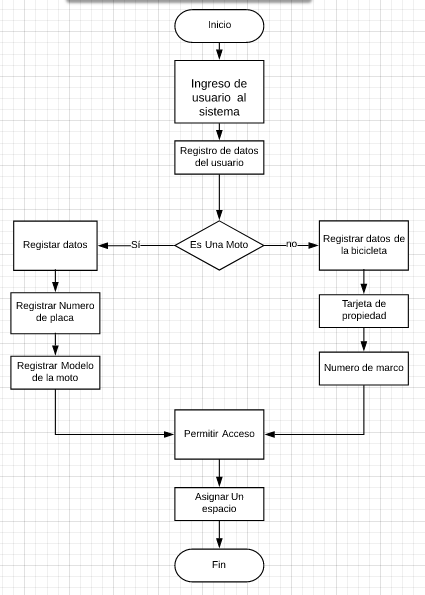 Inicio
Ingreso de
usuario al
sistema
Registro de datos
del usuario
Es Una Moto
Sí
no
Registar datos
Registrar Numero
de placa
Registrar Modelo
de la moto
Registrar datos de
la bicicleta
Tarjeta de
propiedad
Numero de marco
Permitir Acceso
Asignar Un
espacio
Fin